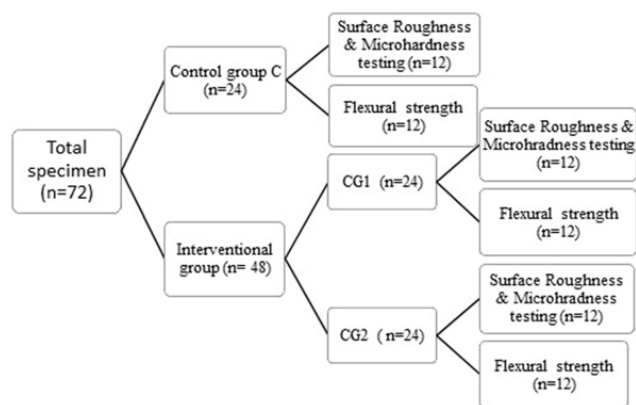 Surface Roughness
& Microhardness
testing (n=12)
Control group C
(n=24)
Flexural strength
(n=12)
Total
specimen
(n=72)
Surface Roughness &
Microhradness testing
(n=12)
CG1 (n=24)
Flexural strength
(n=12)
Interventional
group (n= 48)
Surface Roughness
& Microhradness
testing (n=12)
CG2 ( n=24)
Flexural strength
(n=12)